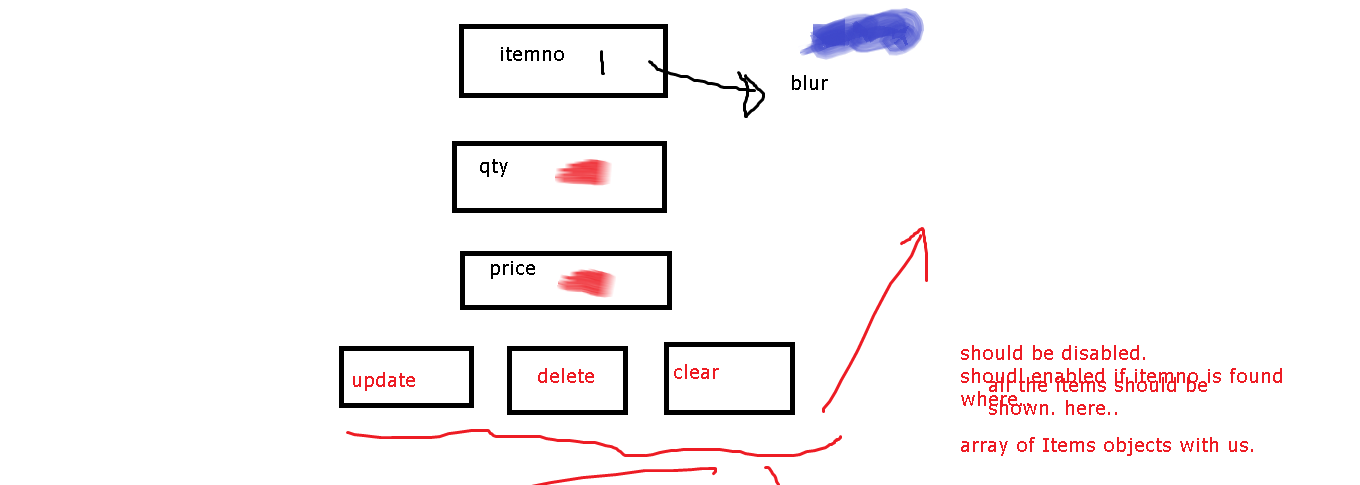 itemno
blur
qty
price
update
delete
clear
should be disabled.
shoudl enabled if itemno is found
where..
all the items should be
shown. here..
array of Items objects with us.